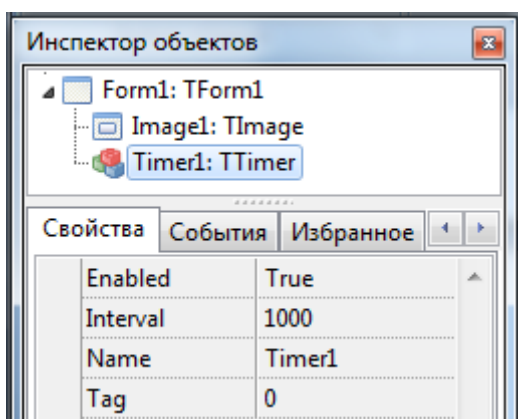 Инспектор объектов
Form1: TForm1
Image1: TImage
Timer1: TTimer
Свойства События Избранное
Enabled True
Interval 1000
Name Timer1
Tag 0